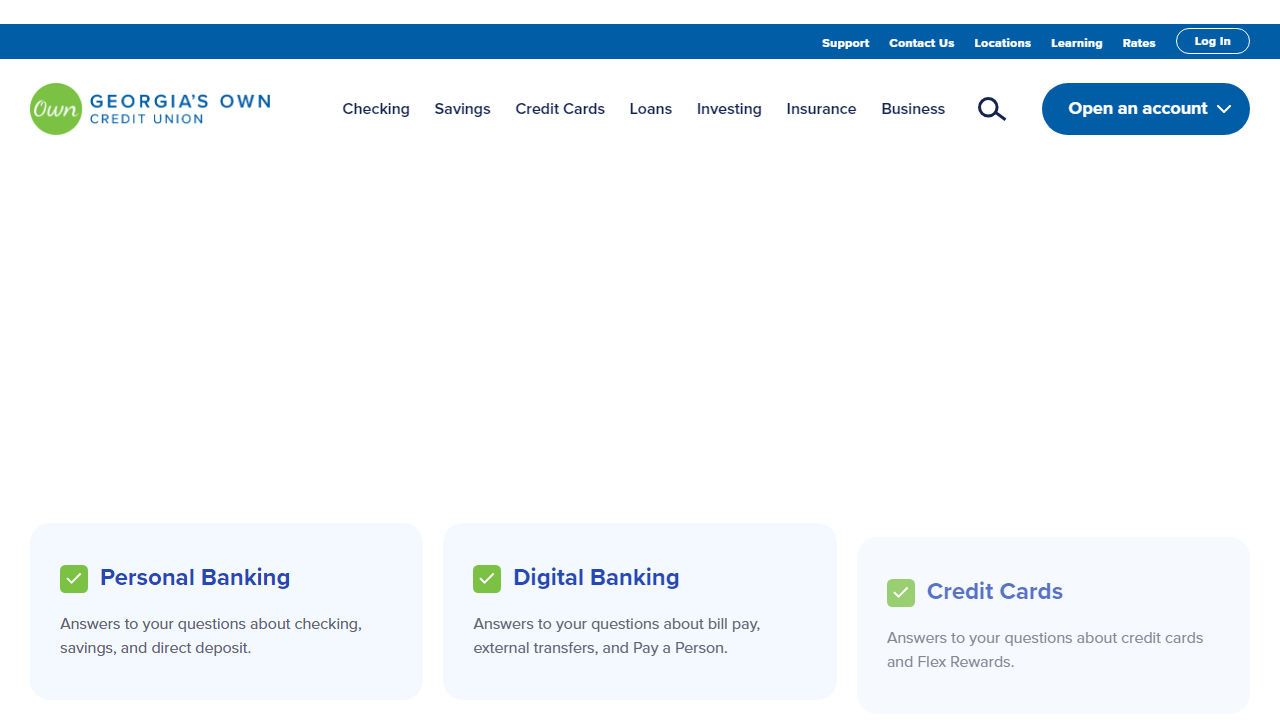 Support Contact Us Locations Learning Rates Log In
Own GEORGIA'S OWN
CREDIT UNION
Checking Savings Credit Cards Loans Investing Insurance Business Open an account
Personal Banking
Answers to your questions about checking,
savings, and direct deposit.
Digital Banking
Answers to your questions about bill pay,
external transfers, and Pay a Person.
Credit Cards
Answers to your questions about credit cards
and Flex Rewards.